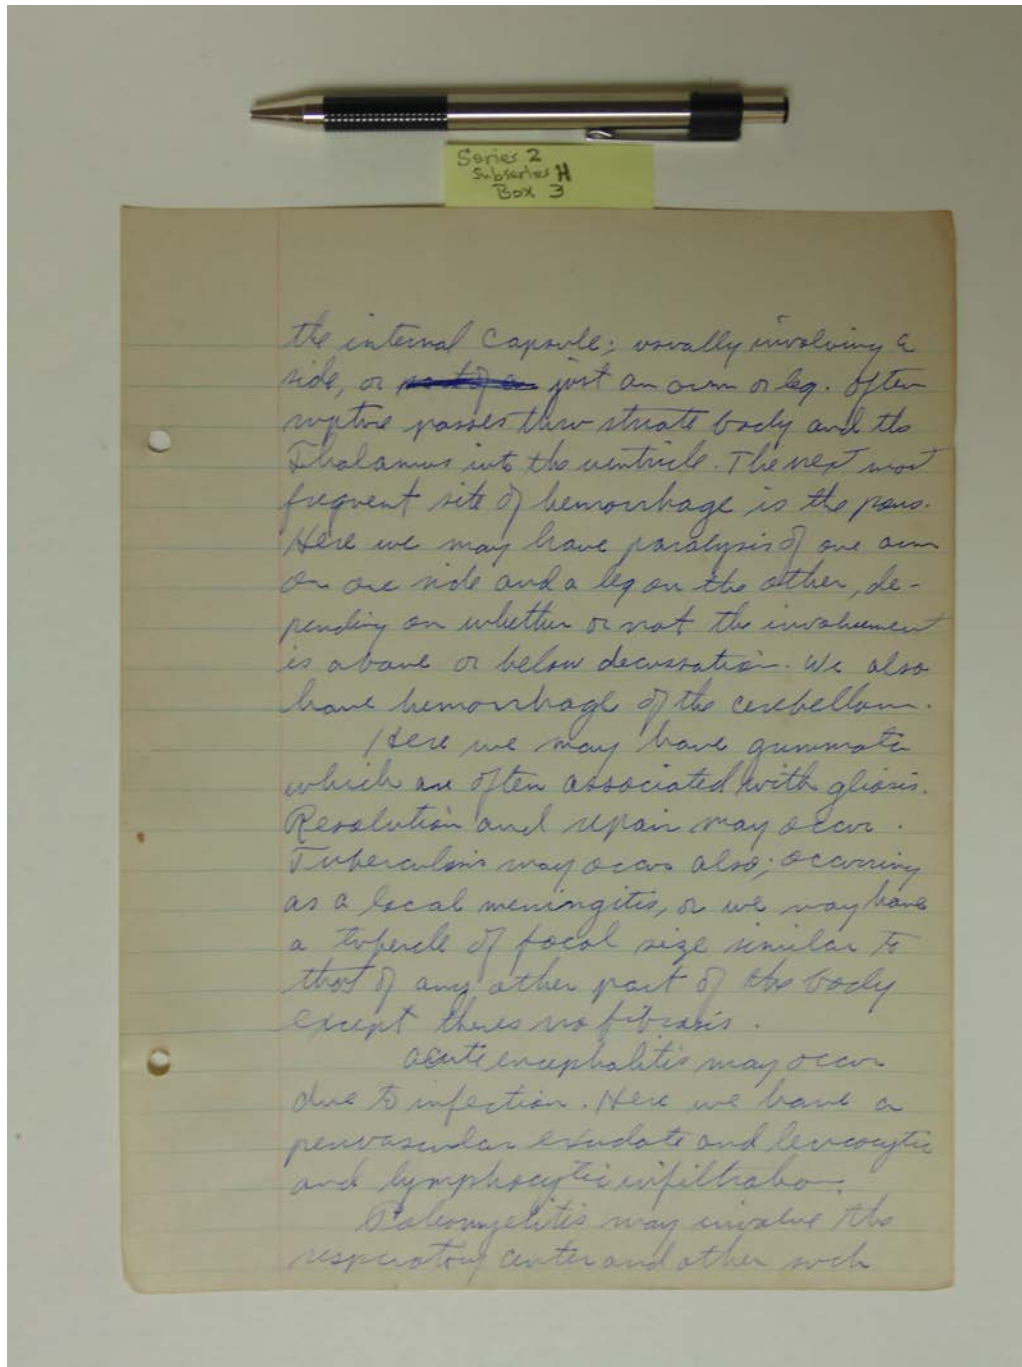 Series 2
Subseries H
Box 3
the internal Capsule; usually involving a
side, or part of a just an arm or leg. Often
rupture passes thru striate body and the
Thalamus into the ventricle. The next most
frequent site of hemorrhage is the pons.
Here we may have paralysis of one arm
on one side and a leg on the other, de-
pending on whether or not the involvement
is above or below decussation. We also
have hemorrhage of the cerebellum.
Here we may have gummata
which are often associated with gliosis.
Resolution and repair may occur.
Tuberculosis may occur also; occurring
as a local meningitis, or we may have
a tubercle of focal size similar to
that of any other part of the body
except theres no fibrosis.
acute encephalitis may occur
due to infection. Here we have a
perivascular exudate and leucocytic
and lymphocytic infiltration.
Poliomyelitis may involve the
respiratory center and other such